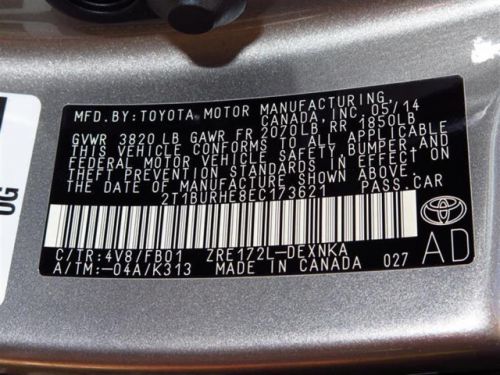 MFD.BY:TOYOTA MOTOR MANUFACTURING
CANADA, INC. 05/14
GVWR 3820 LB GAWR FR 2070LB RR 1850LB
THIS VEHICLE CONFORMS TO ALL APPLICABLE
FEDERAL MOTOR VEHICLE SAFETY, BUMPER, AND
THEFT PREVENTION STANDARDS IN EFFECT ON
THE DATE OF MANUFACTURE SHOWN ABOVE.
2T1BURHE8EC173621 PASS.CAR
C/TR:4V8/FB01 ZRE172L-DEXNKA
A/TM:-04A/K313 MADE IN CANADA 027
TOYOTA
AD
OG